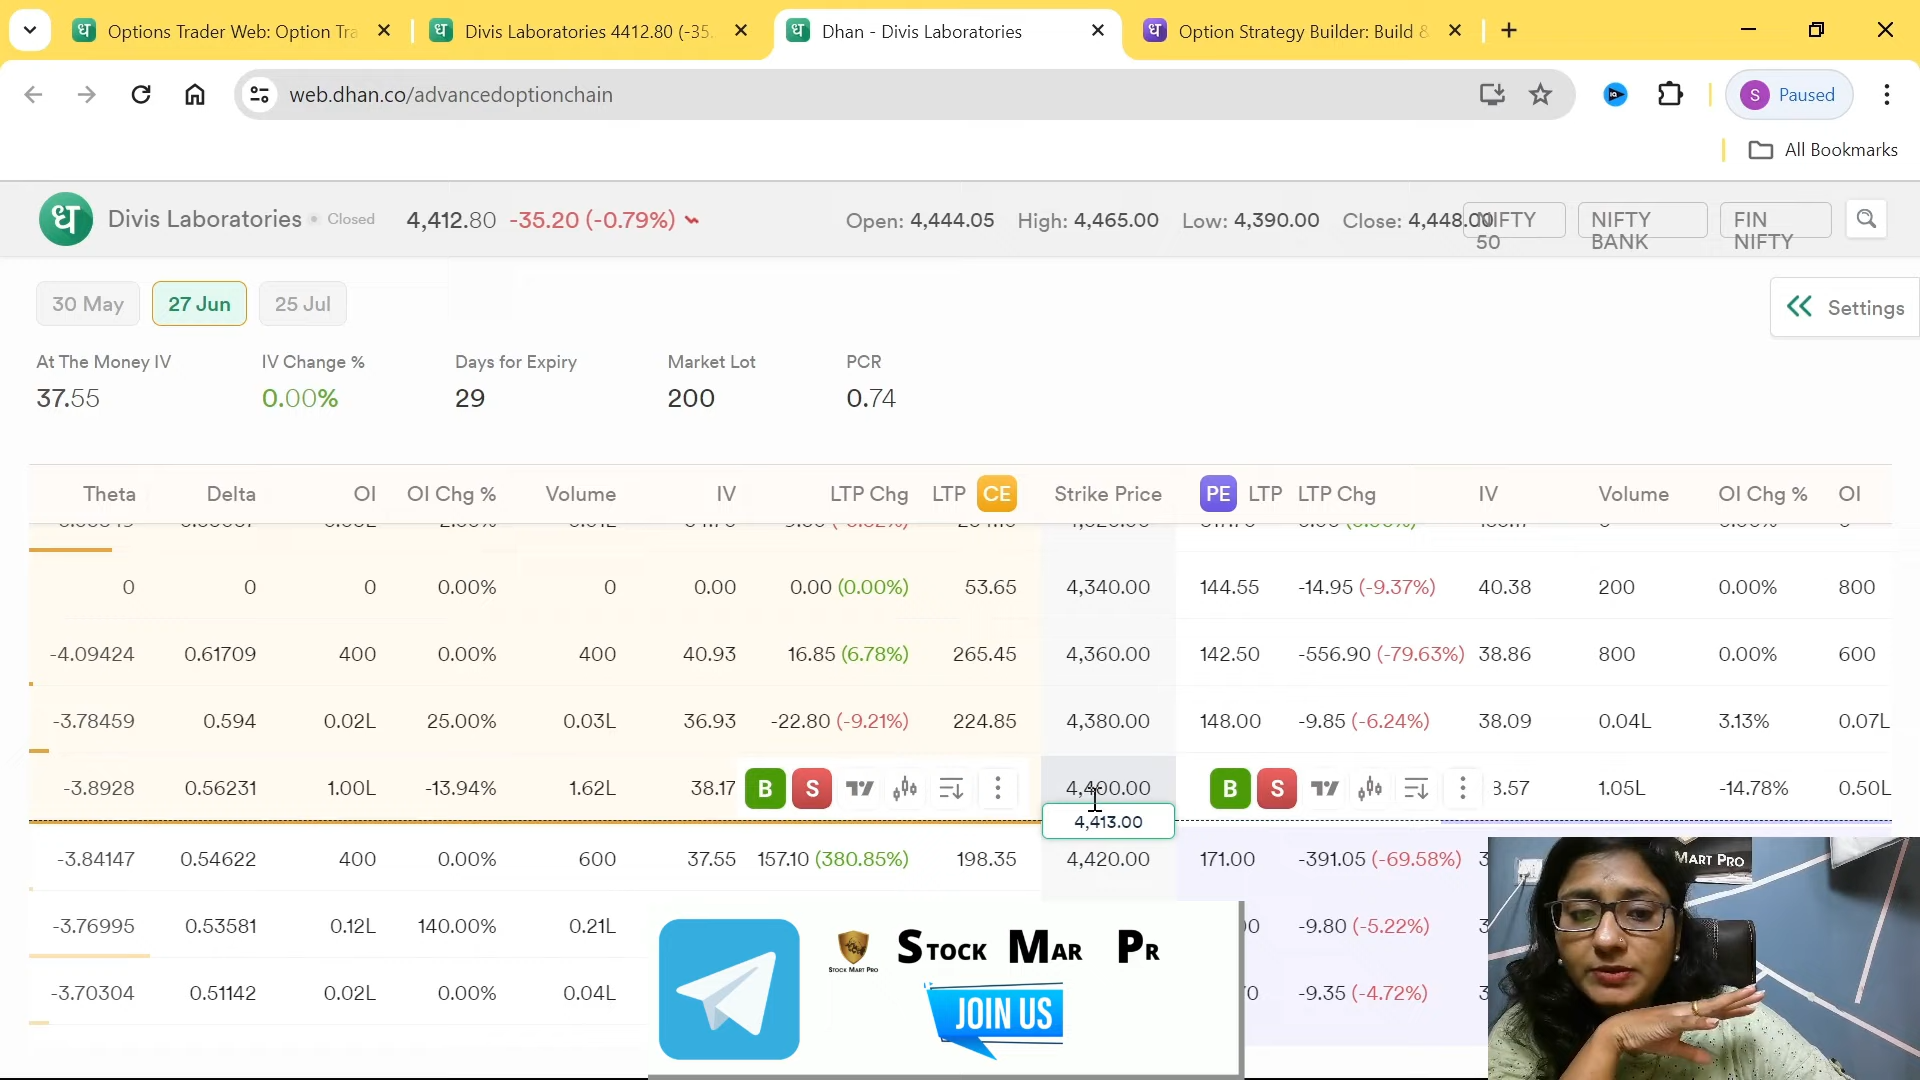 Options Trader Web: Option Tra
Divis Laboratories 4412.80 (-35.
Dhan - Divis Laboratories
Option Strategy Builder: Build &
web.dhan.co/advancedoptionchain
S Paused
All Bookmarks
ध Divis Laboratories Closed 4,412.80 -35.20 (-0.79%) Open: 4,444.05 High: 4,465.00 Low: 4,390.00 Close: 4,448.00
NIFTY 50
NIFTY BANK
FIN NIFTY
30 May 27 Jun 25 Jul
Settings
At The Money IV IV Change % Days for Expiry Market Lot PCR
37.55 0.00% 29 200 0.74
Theta Delta OI OI Chg % Volume IV LTP Chg LTP CE Strike Price PE LTP LTP Chg IV Volume OI Chg % OI
0 0 0 0.00% 0 0.00 0.00 (0.00%) 53.65 4,340.00 144.55 -14.95 (-9.37%) 40.38 200 0.00% 800
-4.09424 0.61709 400 0.00% 400 40.93 16.85 (6.78%) 265.45 4,360.00 142.50 -556.90 (-79.63%) 38.86 800 0.00% 600
-3.78459 0.594 0.02L 25.00% 0.03L 36.93 -22.80 (-9.21%) 224.85 4,380.00 148.00 -9.85 (-6.24%) 38.09 0.04L 3.13% 0.07L
-3.8928 0.56231 1.00L -13.94% 1.62L 38.17 B S 4,400.00 B S 8.57 1.05L -14.78% 0.50L
4,413.00
-3.84147 0.54622 400 0.00% 600 37.55 157.10 (380.85%) 198.35 4,420.00 171.00 -391.05 (-69.58%)
-3.76995 0.53581 0.12L 140.00% 0.21L -9.80 (-5.22%)
-3.70304 0.51142 0.02L 0.00% 0.04L -9.35 (-4.72%)
STOCK MART PRO
STOCK MAR PR
JOIN US
MART PRO